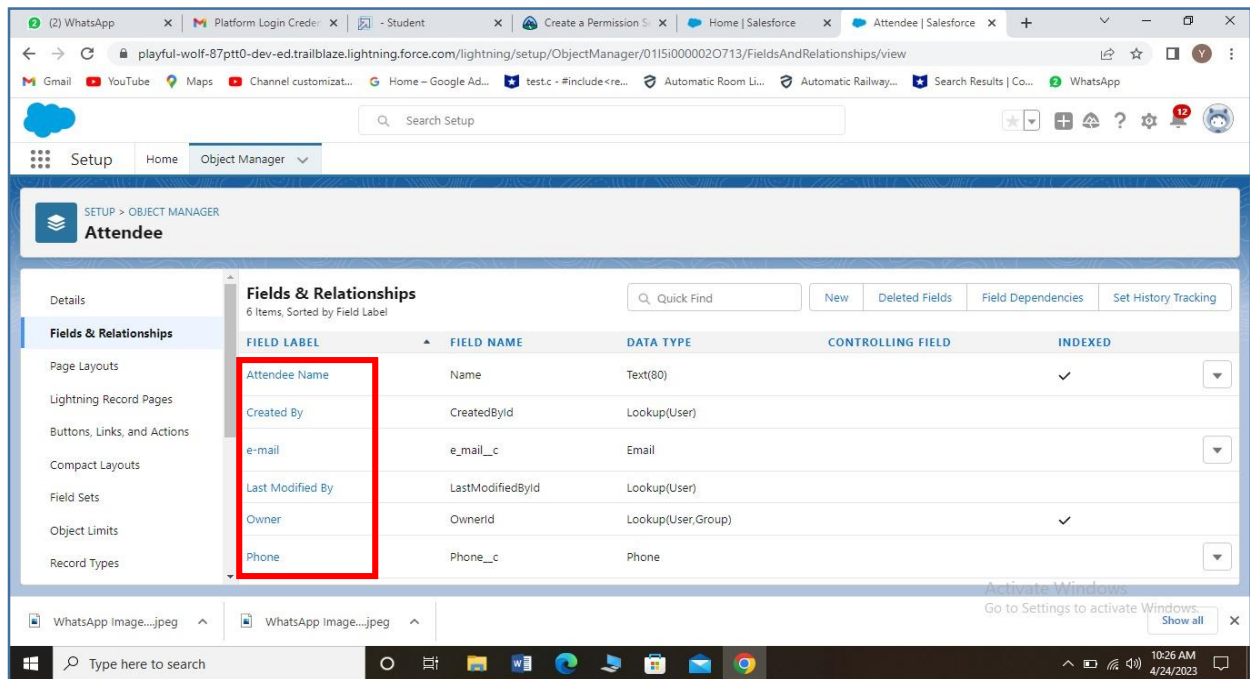 (2) WhatsApp
Platform Login Creden
- Student
Create a Permission S
Home | Salesforce
Attendee | Salesforce
playful-wolf-87ptt0-dev-ed.trailblaze.lightning.force.com/lightning/setup/ObjectManager/01I5i000002O713/FieldsAndRelationships/view
Y
Gmail
YouTube
Maps
Channel customizat...
Home – Google Ad...
test.c - #include<re...
Automatic Room Li...
Automatic Railway...
Search Results | Co...
WhatsApp
Search Setup
12
Setup
Home
Object Manager
SETUP > OBJECT MANAGER
Attendee
Details
Fields & Relationships
Page Layouts
Lightning Record Pages
Buttons, Links, and Actions
Compact Layouts
Field Sets
Object Limits
Record Types
Fields & Relationships
6 Items, Sorted by Field Label
Quick Find
New
Deleted Fields
Field Dependencies
Set History Tracking
FIELD LABEL FIELD NAME DATA TYPE CONTROLLING FIELD INDEXED
Attendee Name Name Text(80)
Created By CreatedById Lookup(User)
e-mail e_mail__c Email
Last Modified By LastModifiedById Lookup(User)
Owner OwnerId Lookup(User,Group)
Phone Phone__c Phone
Activate Windows
Go to Settings to activate Windows.
WhatsApp Image....jpeg
WhatsApp Image....jpeg
Show all
Type here to search
10:26 AM
4/24/2023